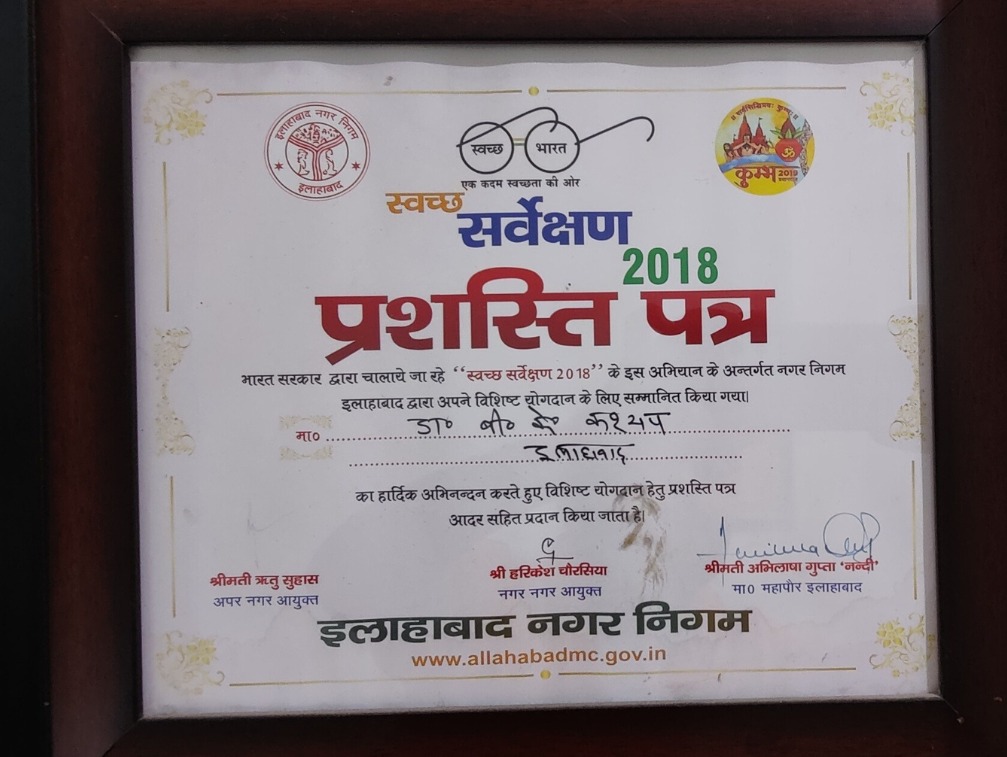 इलाहाबाद नगर निगम
इलाहाबाद
स्वच्छ भारत
एक कदम स्वच्छता की ओर
कुम्भ 2019
स्वच्छ
सर्वेक्षण
2018
प्रशस्ति पत्र
भारत सरकार द्वारा चालाये जा रहे “स्वच्छ सर्वेक्षण 2018” के इस अभियान के अन्तर्गत नगर निगम
इलाहाबाद द्वारा अपने विशिष्ट योगदान के लिए सम्मानित किया गया।
मा० डा० बी० के० कश्यप
इलाहाबाद
का हार्दिक अभिनन्दन करते हुए विशिष्ट योगदान हेतु प्रशस्ति पत्र
आदर सहित प्रदान किया जाता है।
श्रीमती ऋतु सुहास
अपर नगर आयुक्त
श्री हरिकेश चौरसिया
नगर नगर आयुक्त
श्रीमती अभिलाषा गुप्ता ‘नन्दी’
मा0 महापौर इलाहाबाद
इलाहाबाद नगर निगम
www.allahabadmc.gov.in